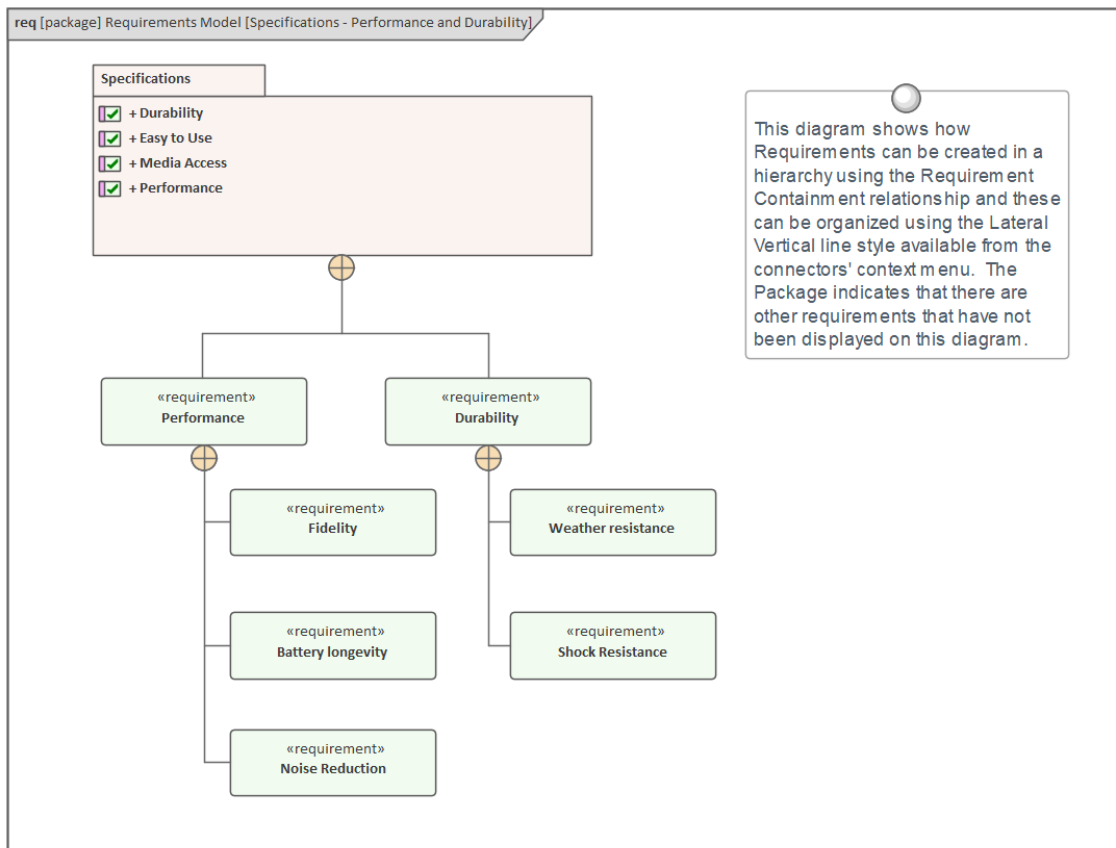 req [package] Requirements Model [Specifications - Performance and Durability]
Specifications
+ Durability
+ Easy to Use
+ Media Access
+ Performance
This diagram shows how
Requirements can be created in a
hierarchy using the Requirement
Containment relationship and these
can be organized using the Lateral
Vertical line style available from the
connectors' context menu.  The
Package indicates that there are
other requirements that have not
been displayed on this diagram.
«requirement»
Performance
«requirement»
Durability
«requirement»
Fidelity
«requirement»
Weather resistance
«requirement»
Battery longevity
«requirement»
Shock Resistance
«requirement»
Noise Reduction